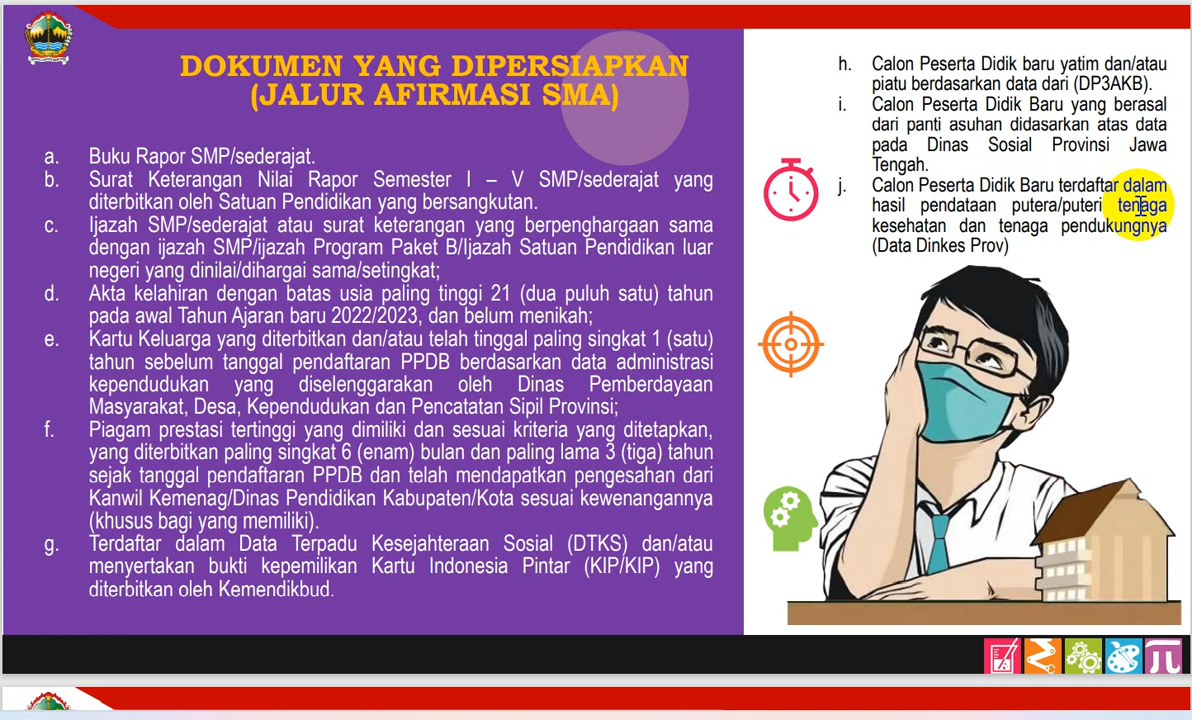 DOKUMEN YANG DIPERSIAPKAN
(JALUR AFIRMASI SMA)
a. Buku Rapor SMP/sederajat.
b. Surat Keterangan Nilai Rapor Semester I – V SMP/sederajat yang
diterbitkan oleh Satuan Pendidikan yang bersangkutan.
c. Ijazah SMP/sederajat atau surat keterangan yang berpenghargaan sama
dengan ijazah SMP/ijazah Program Paket B/Ijazah Satuan Pendidikan luar
negeri yang dinilai/dihargai sama/setingkat;
d. Akta kelahiran dengan batas usia paling tinggi 21 (dua puluh satu) tahun
pada awal Tahun Ajaran baru 2022/2023, dan belum menikah;
e. Kartu Keluarga yang diterbitkan dan/atau telah tinggal paling singkat 1 (satu)
tahun sebelum tanggal pendaftaran PPDB berdasarkan data administrasi
kependudukan yang diselenggarakan oleh Dinas Pemberdayaan
Masyarakat, Desa, Kependudukan dan Pencatatan Sipil Provinsi;
f. Piagam prestasi tertinggi yang dimiliki dan sesuai kriteria yang ditetapkan,
yang diterbitkan paling singkat 6 (enam) bulan dan paling lama 3 (tiga) tahun
sejak tanggal pendaftaran PPDB dan telah mendapatkan pengesahan dari
Kanwil Kemenag/Dinas Pendidikan Kabupaten/Kota sesuai kewenangannya
(khusus bagi yang memiliki).
g. Terdaftar dalam Data Terpadu Kesejahteraan Sosial (DTKS) dan/atau
menyertakan bukti kepemilikan Kartu Indonesia Pintar (KIP/KIP) yang
diterbitkan oleh Kemendikbud.
h. Calon Peserta Didik baru yatim dan/atau
piatu berdasarkan data dari (DP3AKB).
i. Calon Peserta Didik Baru yang berasal
dari panti asuhan didasarkan atas data
pada Dinas Sosial Provinsi Jawa
Tengah.
j. Calon Peserta Didik Baru terdaftar dalam
hasil pendataan putera/puteri tenaga
kesehatan dan tenaga pendukungnya
(Data Dinkes Prov)